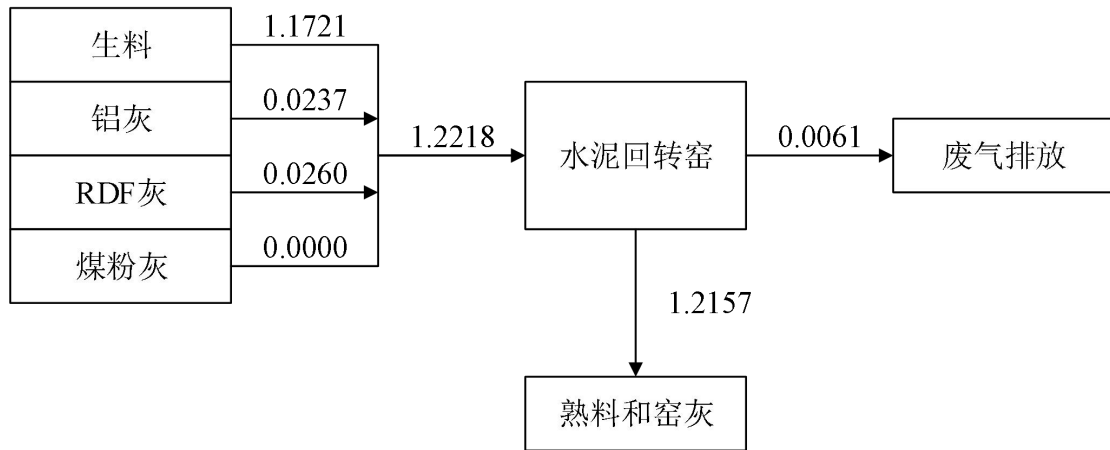 生料
1.1721
铝灰
0.0237
RDF灰
0.0260
煤粉灰
0.0000
1.2218
水泥回转窑
0.0061
废气排放
1.2157
熟料和窑灰